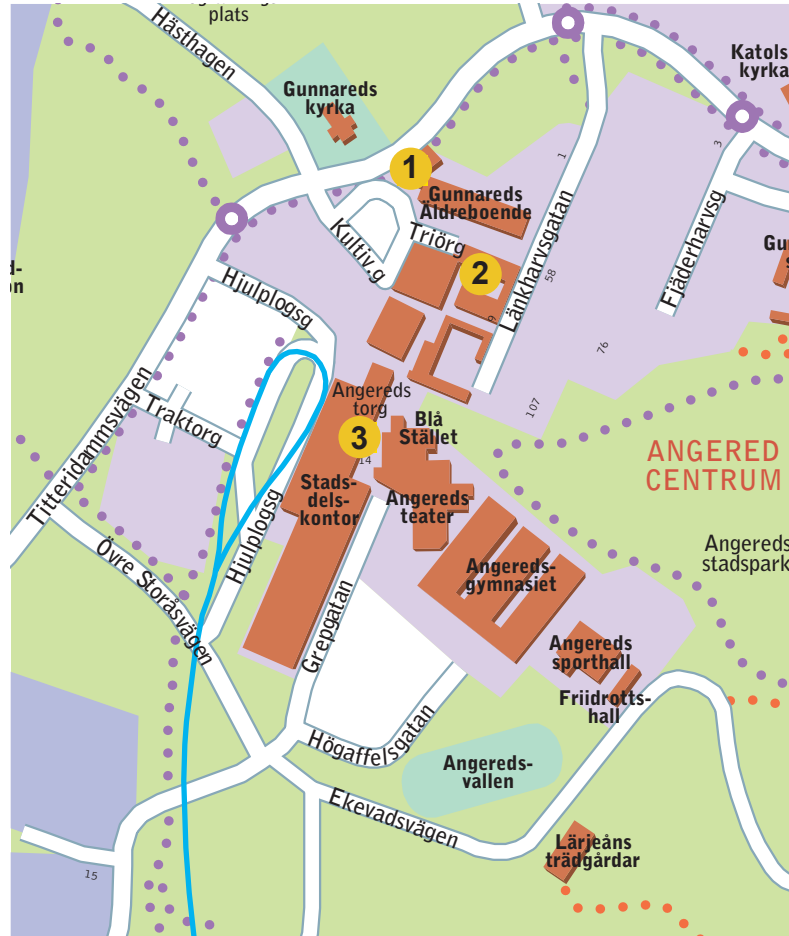 plats
Hästhagen
Katols
kyrka
Gunnareds
kyrka
1
1
3
Gunnareds
Äldreboende
Triörg
Kultiv.g
2
Länkharvsgatan
Fjäderharvsg
58
9
76
107
Hjulplogsg
Titteridammsvägen
Traktorg
Angereds
torg
Blå
Stället
3
14
Stads-
dels-
kontor
Angereds
teater
ANGERED
CENTRUM
Angereds
stadspark
Angereds-
gymnasiet
Hjulplogsg
Övre Storåsvägen
Grepgatan
Angereds
sporthall
Friidrotts-
hall
Högaffelsgatan
Angereds-
vallen
Ekevadsvägen
Lärjeåns
trädgårdar
15